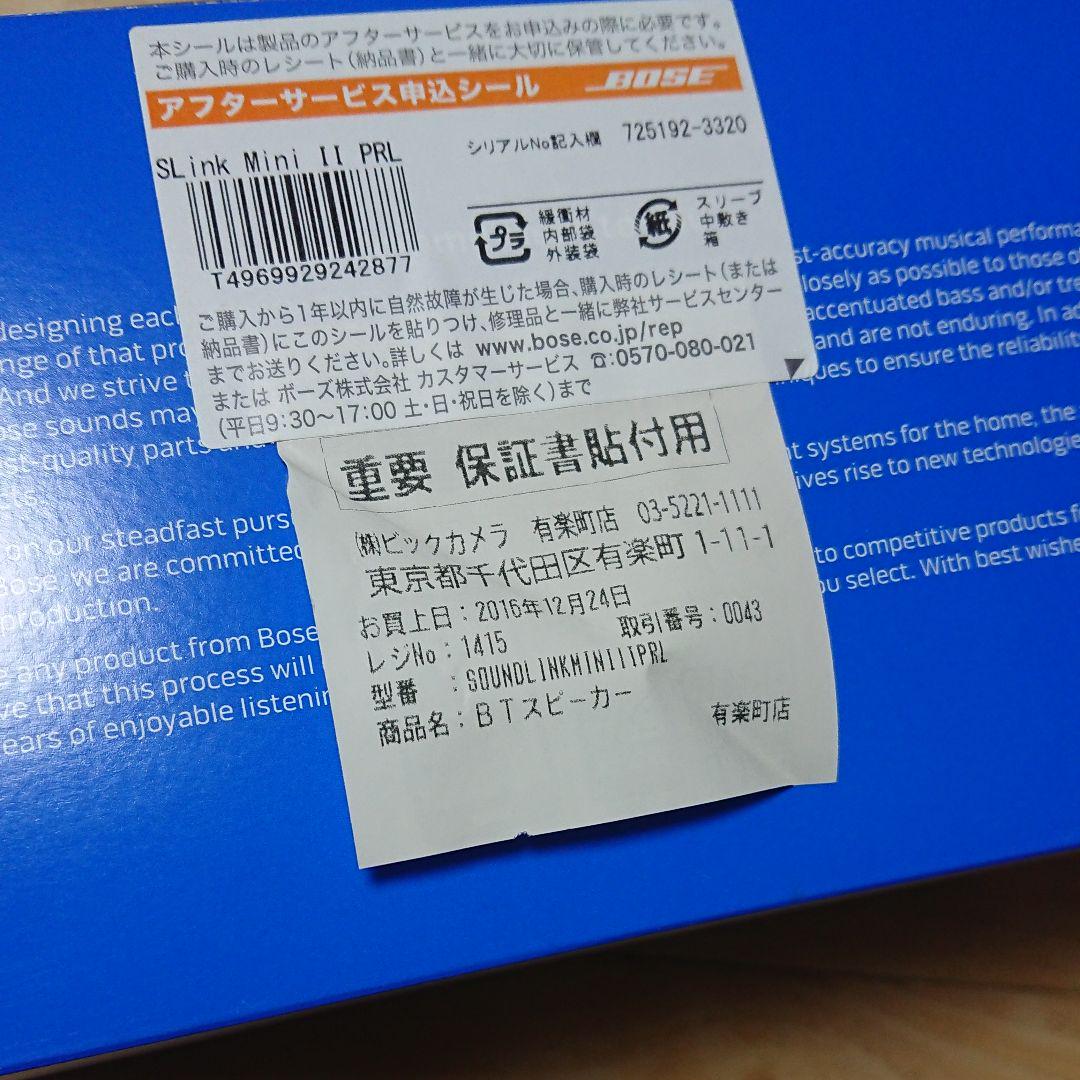 本シールは製品のアフターサービスをお申込みの際に必要です。
ご購入時のレシート(納品書)と一緒に大切に保管してください。
アフターサービス申込シール BOSE
SLink Mini II PRL
シリアルNo記入欄 725192-3320
T4969929242877
プラ
緩衝材
内部袋
外装袋
紙
スリーブ
中敷き
箱
ご購入から1年以内に自然故障が生じた場合、購入時のレシート(または
納品書)にこのシールを貼りつけ、修理品と一緒に弊社サービスセンター
までお送りください。詳しくは www.bose.co.jp/rep
または ボーズ株式会社 カスタマーサービス ☎:0570-080-021
(平日9:30~17:00 土・日・祝日を除く)まで
重要 保証書貼付用
㈱ビックカメラ 有楽町店 03-5221-1111
東京都千代田区有楽町1-11-1
お買上日:2016年12月24日
レジNo:1415 取引番号:0043
型番 :SOUNDLINKMINIIIPRL
商品名:BTスピーカー
有楽町店
designing eac
nge of that pro
And we strive
ose sounds may
st-quality parts
on our steadfast purs
Bose, we are committed
production.
any product from Bose
ve that this process will
ears of enjoyable listenin
st-accuracy musical performa
losely as possible to those o
accentuated bass and/or tre
and are not enduring. In ad
ques to ensure the reliabilit
t systems for the home, the
ives rise to new technologie
to competitive products f
ou select. With best wishe